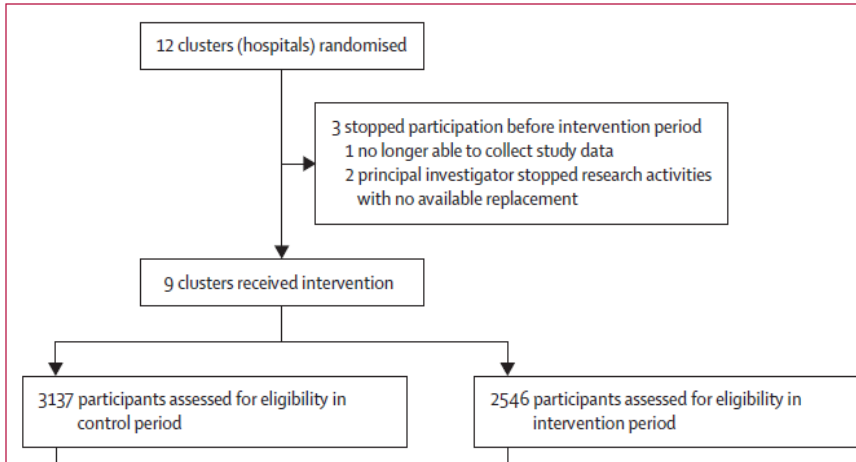 12 clusters (hospitals) randomised
3 stopped participation before intervention period
1 no longer able to collect study data
2 principal investigator stopped research activities
with no available replacement
9 clusters received intervention
3137 participants assessed for eligibility in
control period
2546 participants assessed for eligibility in
intervention period